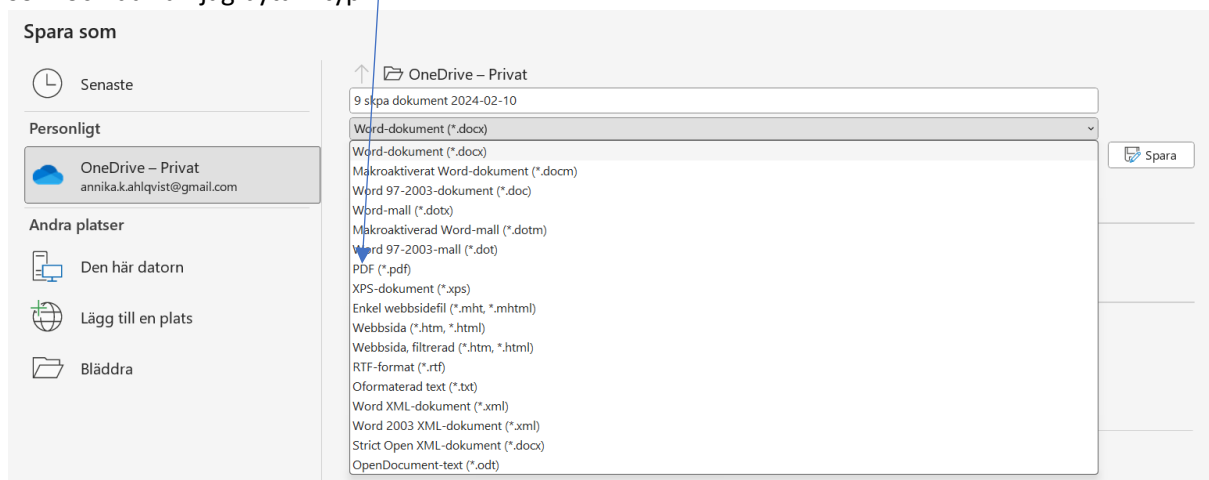 Spara som
Senaste
Personligt
OneDrive – Privat
annika.k.ahlqvist@gmail.com
Andra platser
Den här datorn
Lägg till en plats
Bläddra
OneDrive – Privat
9 skpa dokument 2024-02-10
Word-dokument (*.docx)
Word-dokument (*.docx)
Makroaktiverat Word-dokument (*.docm)
Word 97-2003-dokument (*.doc)
Word-mall (*.dotx)
Makroaktiverad Word-mall (*.dotm)
Word 97-2003-mall (*.dot)
PDF (*.pdf)
XPS-dokument (*.xps)
Enkel webbsidefil (*.mht, *.mhtml)
Webbsida (*.htm, *.html)
Webbsida, filtrerad (*.htm, *.html)
RTF-format (*.rtf)
Oformaterad text (*.txt)
Word XML-dokument (*.xml)
Word 2003 XML-dokument (*.xml)
Strict Open XML-dokument (*.docx)
OpenDocument-text (*.odt)
Spara